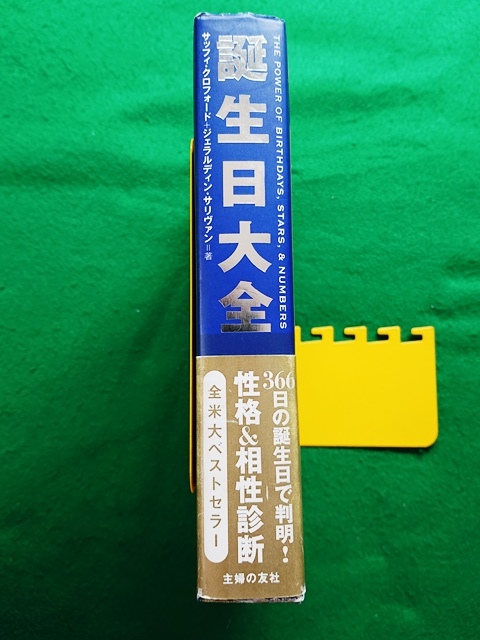 THE POWER OF BIRTHDAYS, STARS, & NUMBERS
誕生日大全
サッフィ・クロフォード+ジェラルディン・サリヴァン=著
366日の誕生日で判明!
性格&相性診断
全米大ベストセラー
主婦の友社